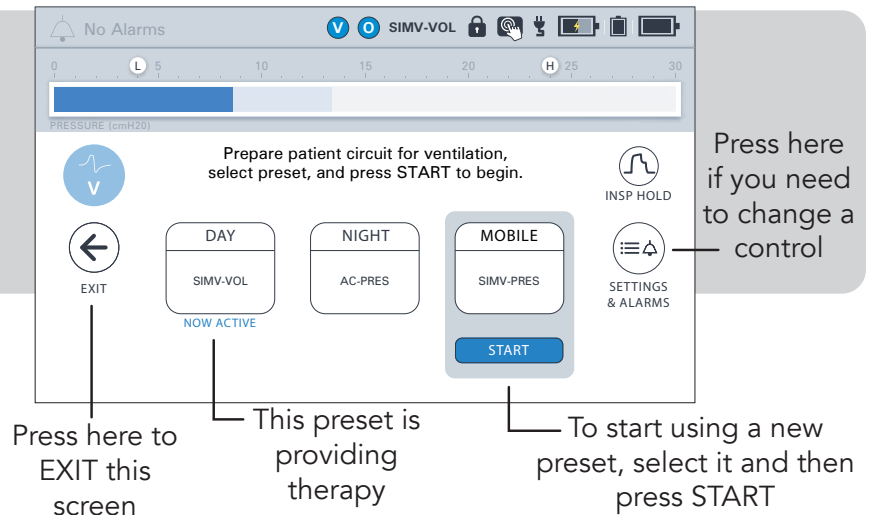 No Alarms
V O SIMV-VOL
0 L 5 10 15 20 H 25 30
PRESSURE (cmH20)
V
Prepare patient circuit for ventilation,
select preset, and press START to begin.
INSP HOLD
Press here
if you need
to change a
control
EXIT
DAY
SIMV-VOL
NOW ACTIVE
NIGHT
AC-PRES
MOBILE
SIMV-PRES
START
SETTINGS
& ALARMS
Press here to
EXIT this
screen
This preset is
providing
therapy
To start using a new
preset, select it and then
press START